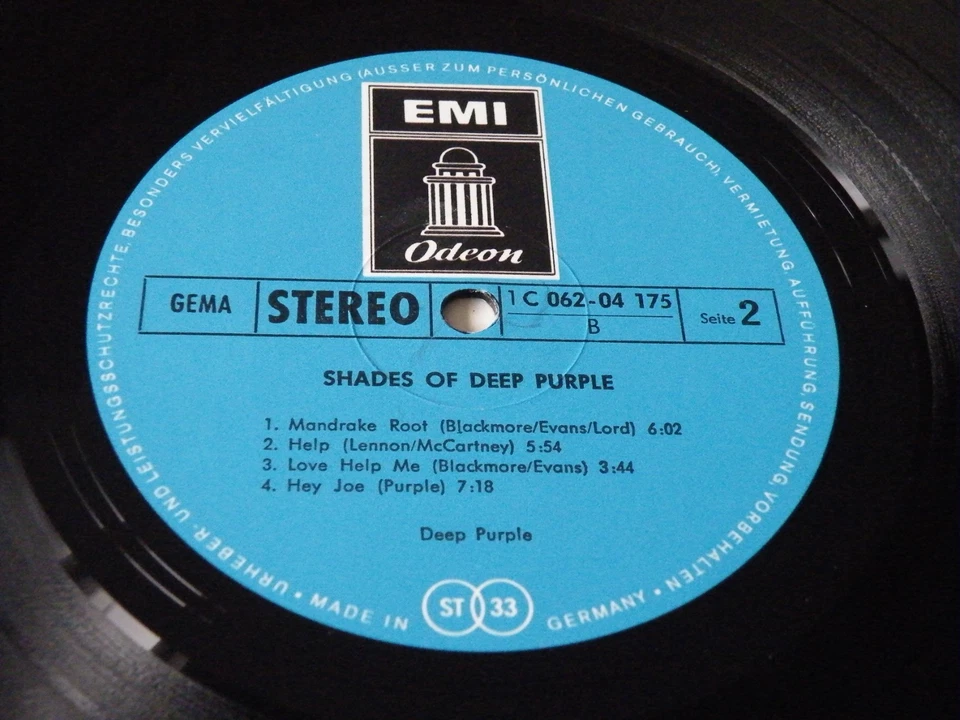 EMI
Odeon
GEMA
STEREO
1 C 062-04 175
B
Seite 2
SHADES OF DEEP PURPLE
1. Mandrake Root (Blackmore/Evans/Lord) 6:02
2. Help (Lennon/McCartney) 5:54
3. Love Help Me (Blackmore/Evans) 3:44
4. Hey Joe (Purple) 7:18
Deep Purple
ST 33
• MADE IN GERMANY •
URHEBER- UND LEISTUNGSSCHUTZRECHTE, BESONDERS VERVIELFÄLTIGUNG (AUSSER ZUM PERSÖNLICHEN GEBRAUCH), VERMIETUNG, AUFFÜHRUNG, SENDUNG, VORBEHALTEN